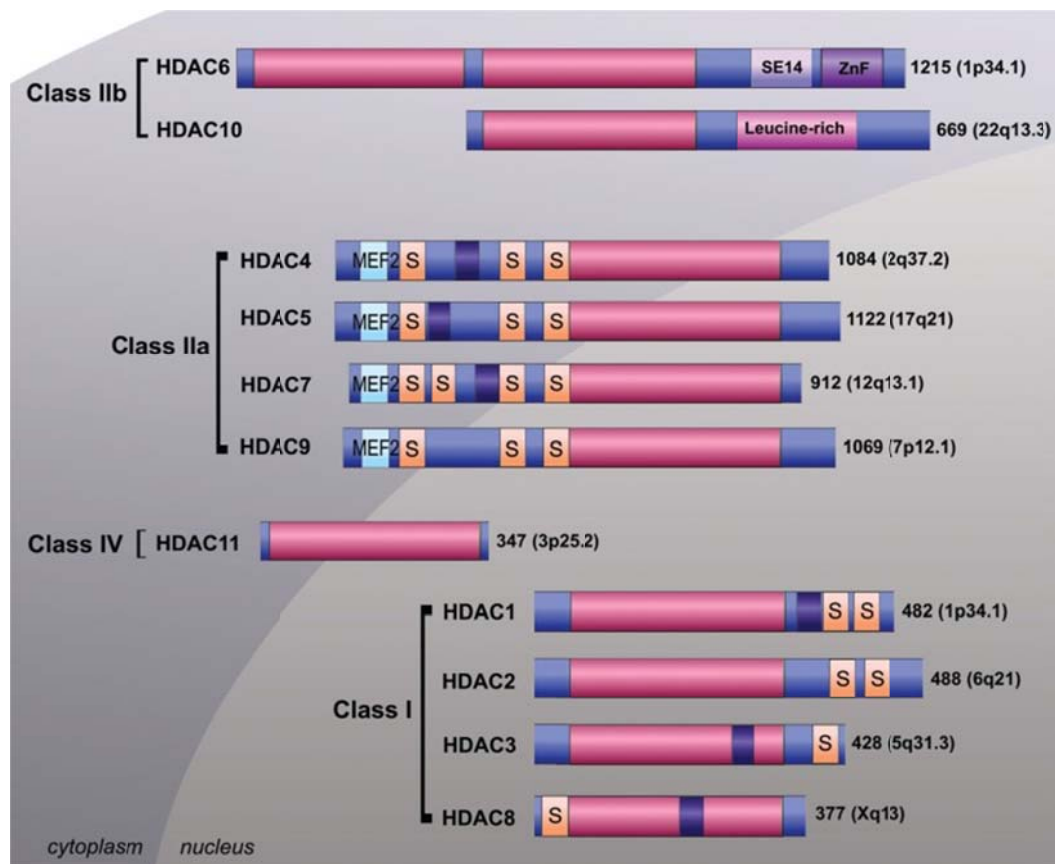 HDAC6 SE14 ZnF 1215 (1p34.1)
Class IIb
HDAC10 Leucine-rich 669 (22q13.3)
HDAC4 MEF2 S S S 1084 (2q37.2)
HDAC5 MEF2 S S S 1122 (17q21)
Class IIa
HDAC7 MEF2 S S S S 912 (12q13.1)
HDAC9 MEF2 S S S 1069 (7p12.1)
Class IV HDAC11 347 (3p25.2)
HDAC1 S S 482 (1p34.1)
HDAC2 S S 488 (6q21)
Class I
HDAC3 S 428 (5q31.3)
HDAC8 S 377 (Xq13)
cytoplasm nucleus